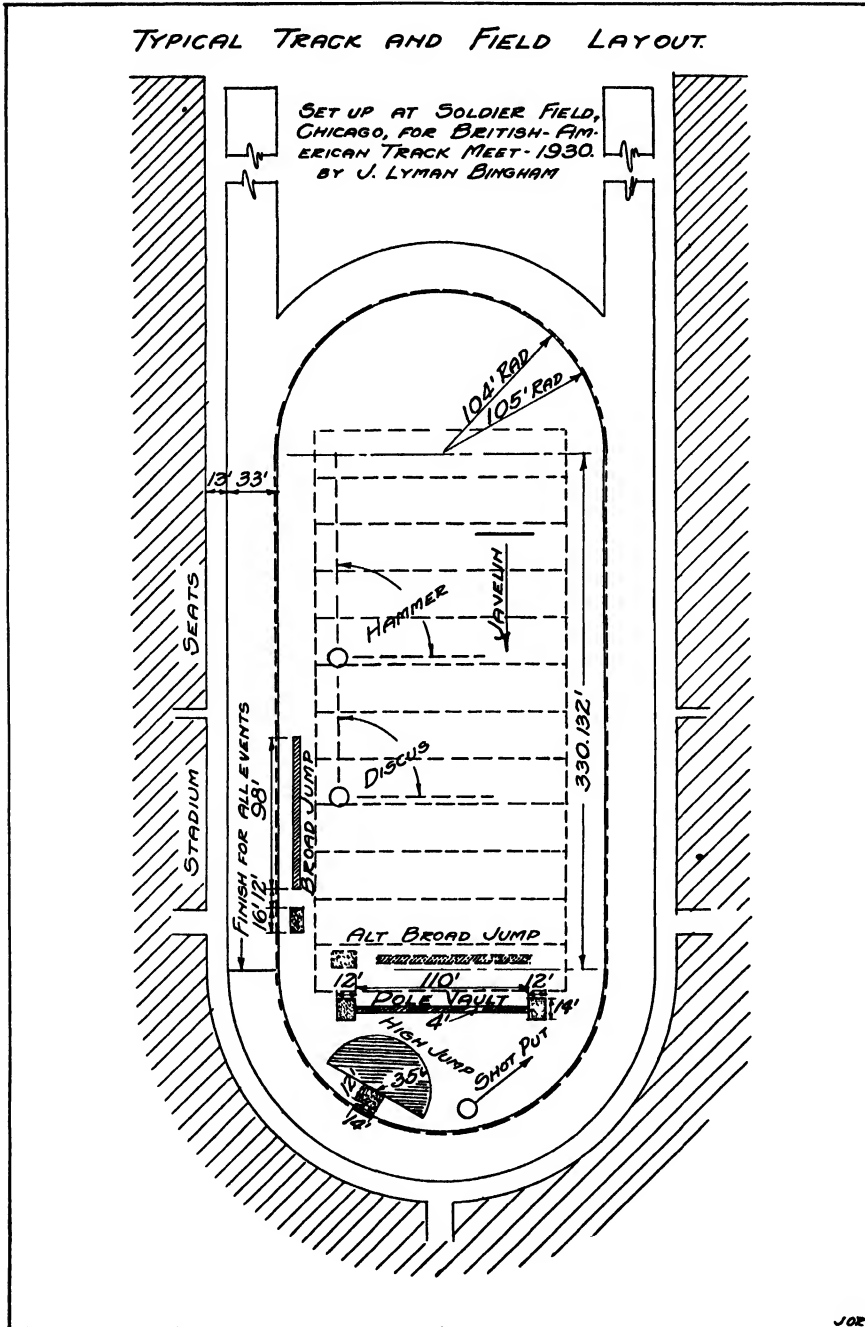 TYPICAL TRACK AND FIELD LAYOUT.
SET UP AT SOLDIER FIELD,
CHICAGO, FOR BRITISH-AM-
ERICAN TRACK MEET-1930.
BY J. LYMAN BINGHAM
104' RAD
105' RAD
13' 33'
SEATS
STADIUM
JAVELIN
HAMMER
330.132'
DISCUS
FINISH FOR ALL EVENTS
98'
12'
16'
BROAD JUMP
ALT BROAD JUMP
12' 110' 12'
POLE VAULT
14'
4'
HIGH JUMP
SHOT PUT
35'
12'
14'